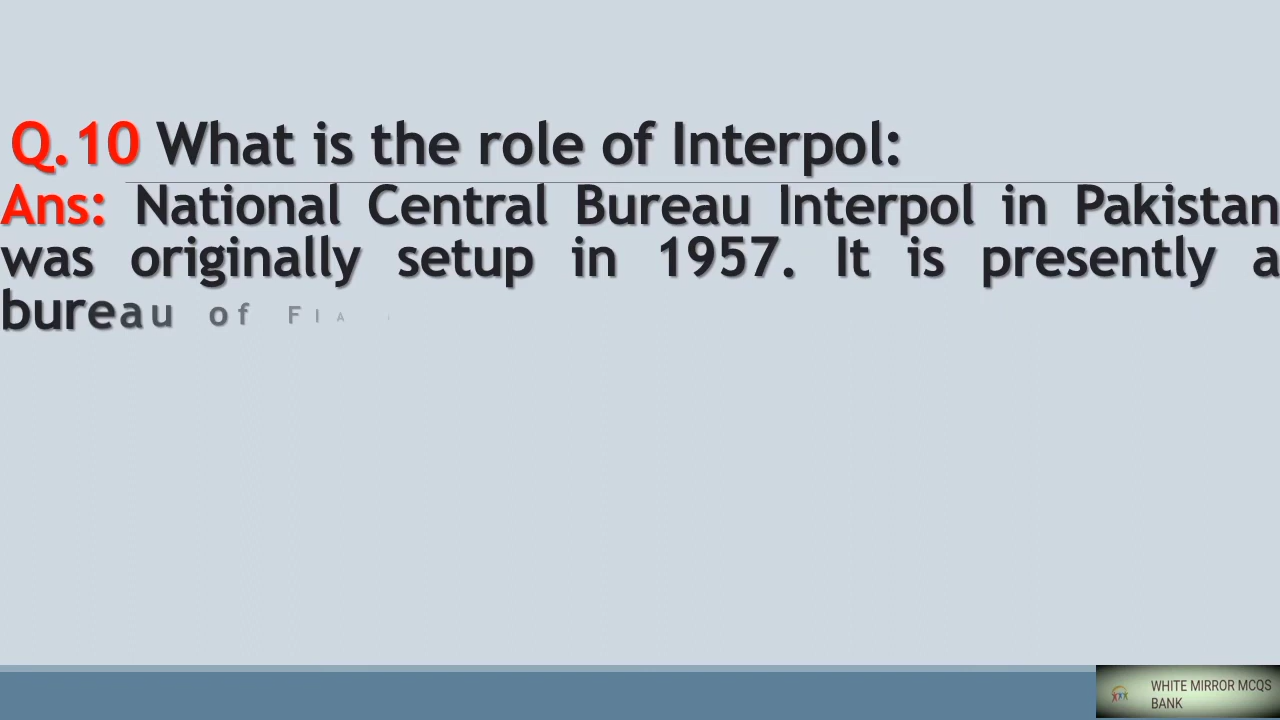 Q.10 What is the role of Interpol:
Ans: National Central Bureau Interpol in Pakistan
was originally setup in 1957. It is presently a
bureau of FIA
WHITE MIRROR MCQS
BANK